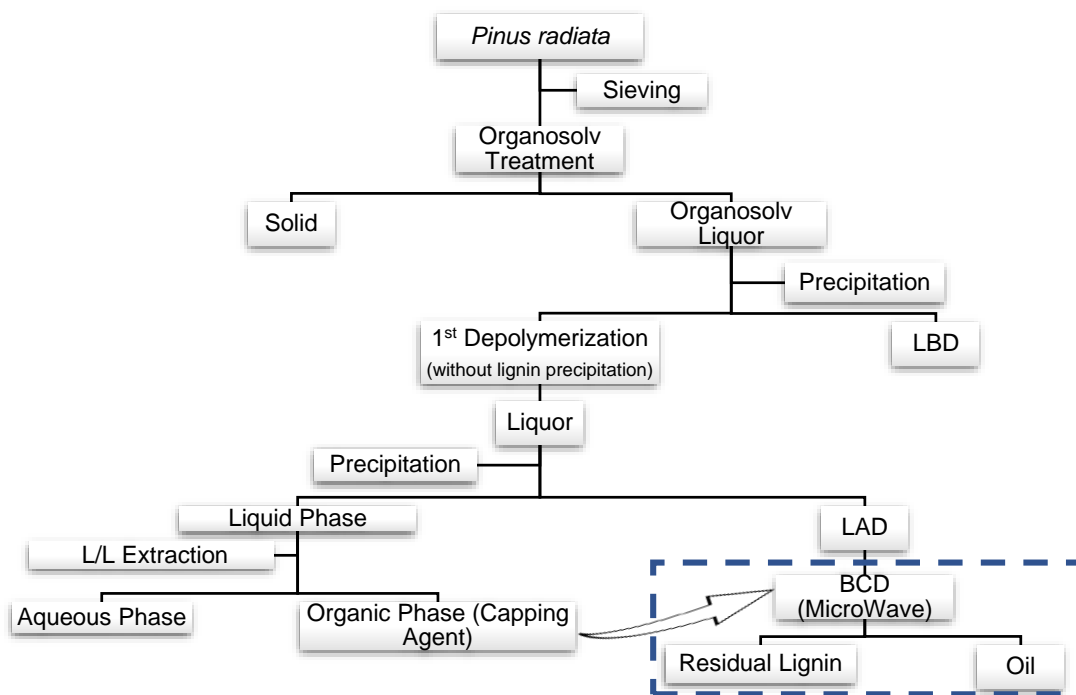 Pinus radiata
Sieving
Organosolv
Treatment
Solid
Organosolv
Liquor
Precipitation
1st Depolymerization
(without lignin precipitation)
LBD
Liquor
Precipitation
Liquid Phase
LAD
L/L Extraction
BCD
(MicroWave)
Aqueous Phase
Organic Phase (Capping
Agent)
Residual Lignin
Oil